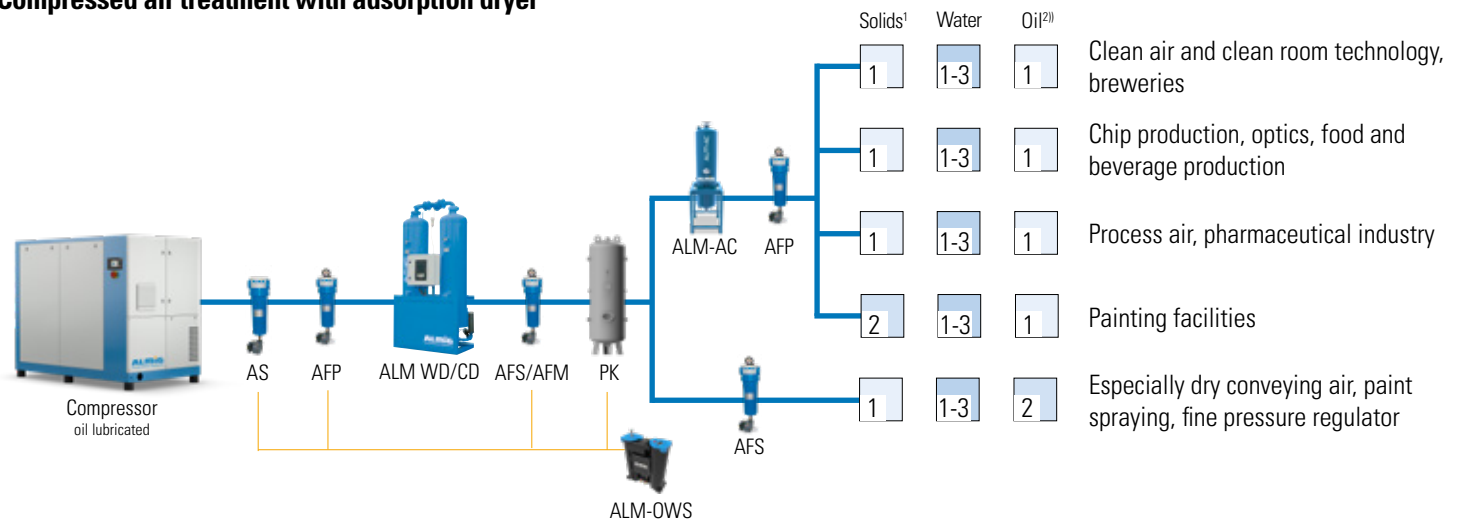 Compressed air treatment with adsorption dryer
Solids¹ Water Oil²⁾⁾
1 1-3 1 Clean air and clean room technology,
breweries
1 1-3 1 Chip production, optics, food and
beverage production
ALM-AC AFP
1 1-3 1 Process air, pharmaceutical industry
2 1-3 1 Painting facilities
ALMiG
AS AFP ALM WD/CD AFS/AFM PK
1 1-3 2 Especially dry conveying air, paint
spraying, fine pressure regulator
Compressor
oil lubricated
AFS
ALM-OWS